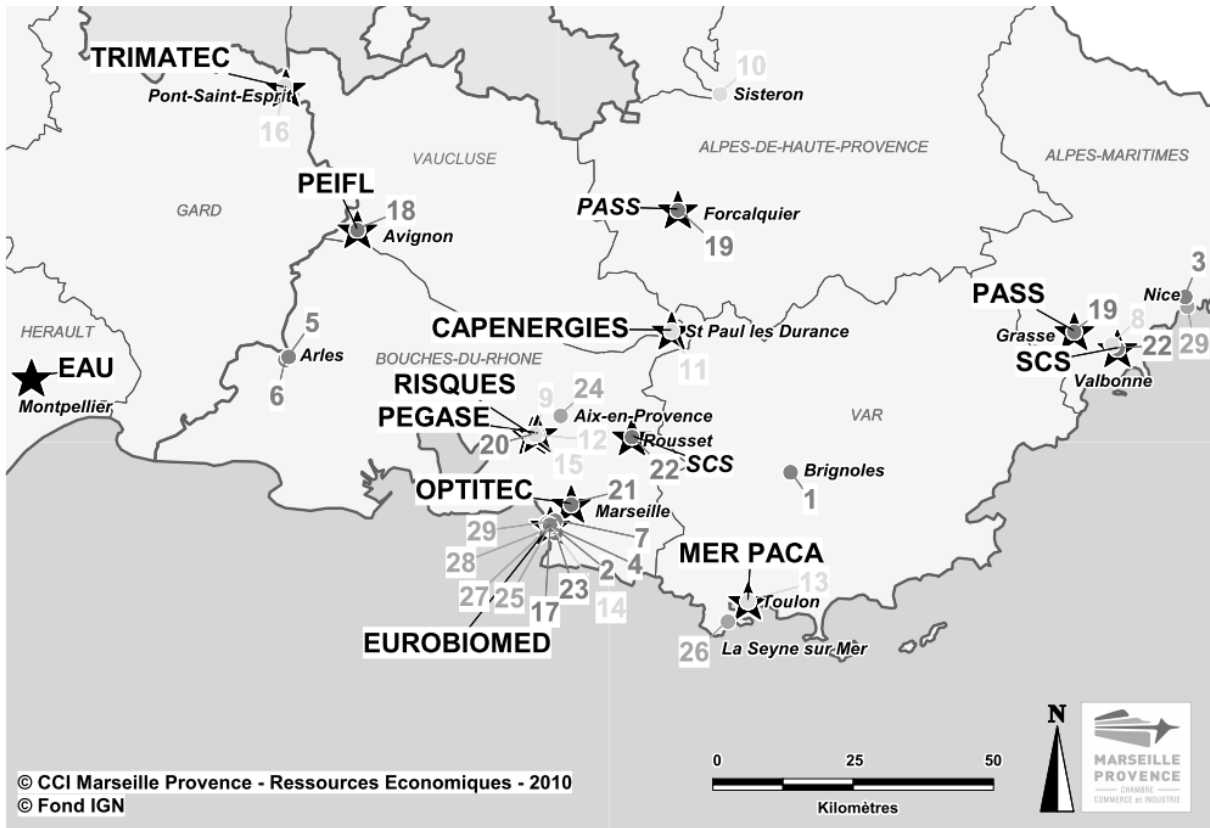 TRIMATEC
Pont-Saint-Esprit
16
10
Sisteron
VAUCLUSE
ALPES-DE-HAUTE-PROVENCE
ALPES-MARITIMES
GARD
PEIFL
18
Avignon
PASS
Forcalquier
19
3
Nice
PASS
19
8
Grasse
SCS
22
29
Valbonne
HERAULT
EAU
Montpellier
5
Arles
6
CAPENERGIES
St Paul les Durance
11
BOUCHES-DU-RHONE
RISQUES
9
24
PEGASE
Aix-en-Provence
20
12
15
Rousset
SCS
22
VAR
Brignoles
1
OPTITEC
21
Marseille
29
28
27
25
17
23
2
14
4
7
EUROBIOMED
MER PACA
13
Toulon
26
La Seyne sur Mer
N
0
25
50
Kilomètres
MARSEILLE
PROVENCE
CHAMBRE
COMMERCE et INDUSTRIE
© CCI Marseille Provence - Ressources Economiques - 2010
© Fond IGN